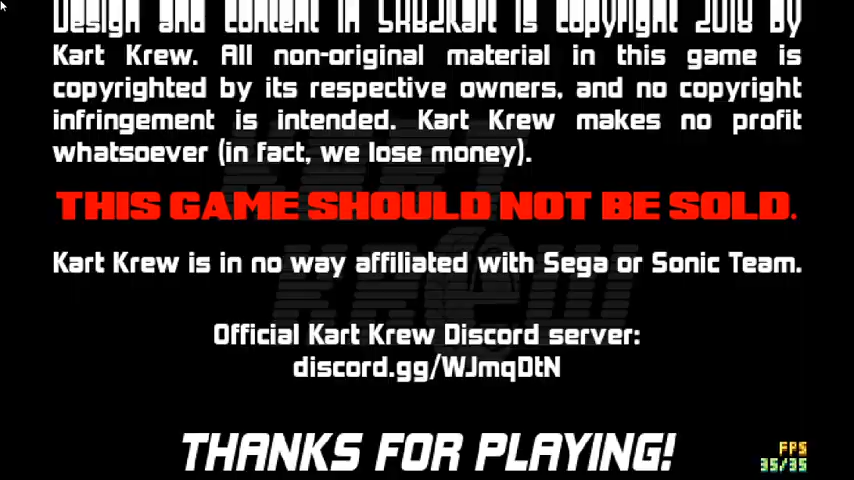 Design and content in SRB2Kart is copyright 2018 by
Kart Krew. All non-original material in this game is
copyrighted by its respective owners, and no copyright
infringement is intended. Kart Krew makes no profit
whatsoever (in fact, we lose money).
THIS GAME SHOULD NOT BE SOLD.
Kart Krew is in no way affiliated with Sega or Sonic Team.
Official Kart Krew Discord server:
discord.gg/WJmqDtN
THANKS FOR PLAYING!
FPS
35/35
KART
KREW